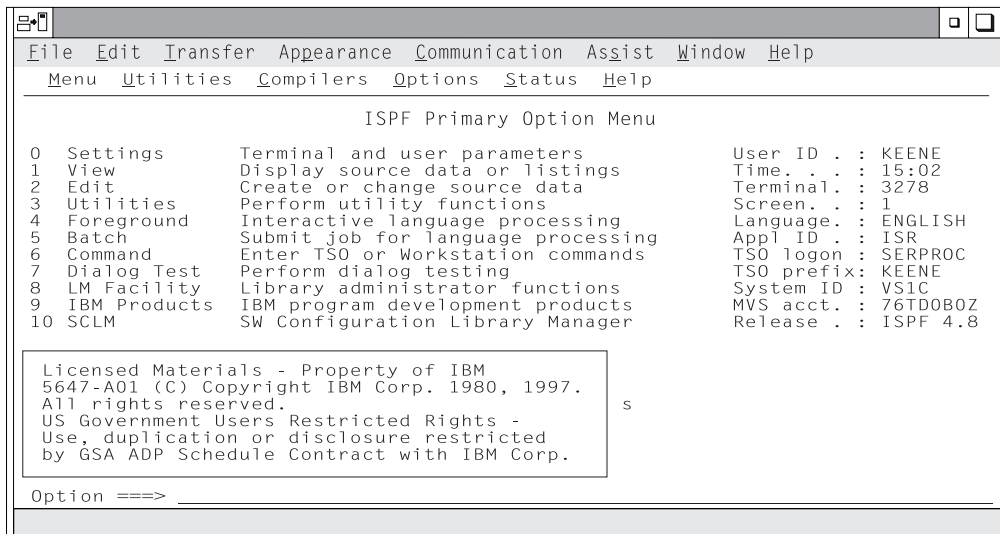 File Edit Transfer Appearance Communication Assist Window Help
Menu Utilities Compilers Options Status Help
ISPF Primary Option Menu
0 Settings Terminal and user parameters User ID . : KEENE
1 View Display source data or listings Time. . . : 15:02
2 Edit Create or change source data Terminal. : 3278
3 Utilities Perform utility functions Screen. . : 1
4 Foreground Interactive language processing Language. : ENGLISH
5 Batch Submit job for language processing Appl ID . : ISR
6 Command Enter TSO or Workstation commands TSO logon : SERPROC
7 Dialog Test Perform dialog testing TSO prefix: KEENE
8 LM Facility Library administrator functions System ID : VS1C
9 IBM Products IBM program development products MVS acct. : 76TDOBOZ
10 SCLM SW Configuration Library Manager Release . : ISPF 4.8
Licensed Materials - Property of IBM
5647-A01 (C) Copyright IBM Corp. 1980, 1997.
All rights reserved. s
US Government Users Restricted Rights -
Use, duplication or disclosure restricted
by GSA ADP Schedule Contract with IBM Corp.
Option ===>